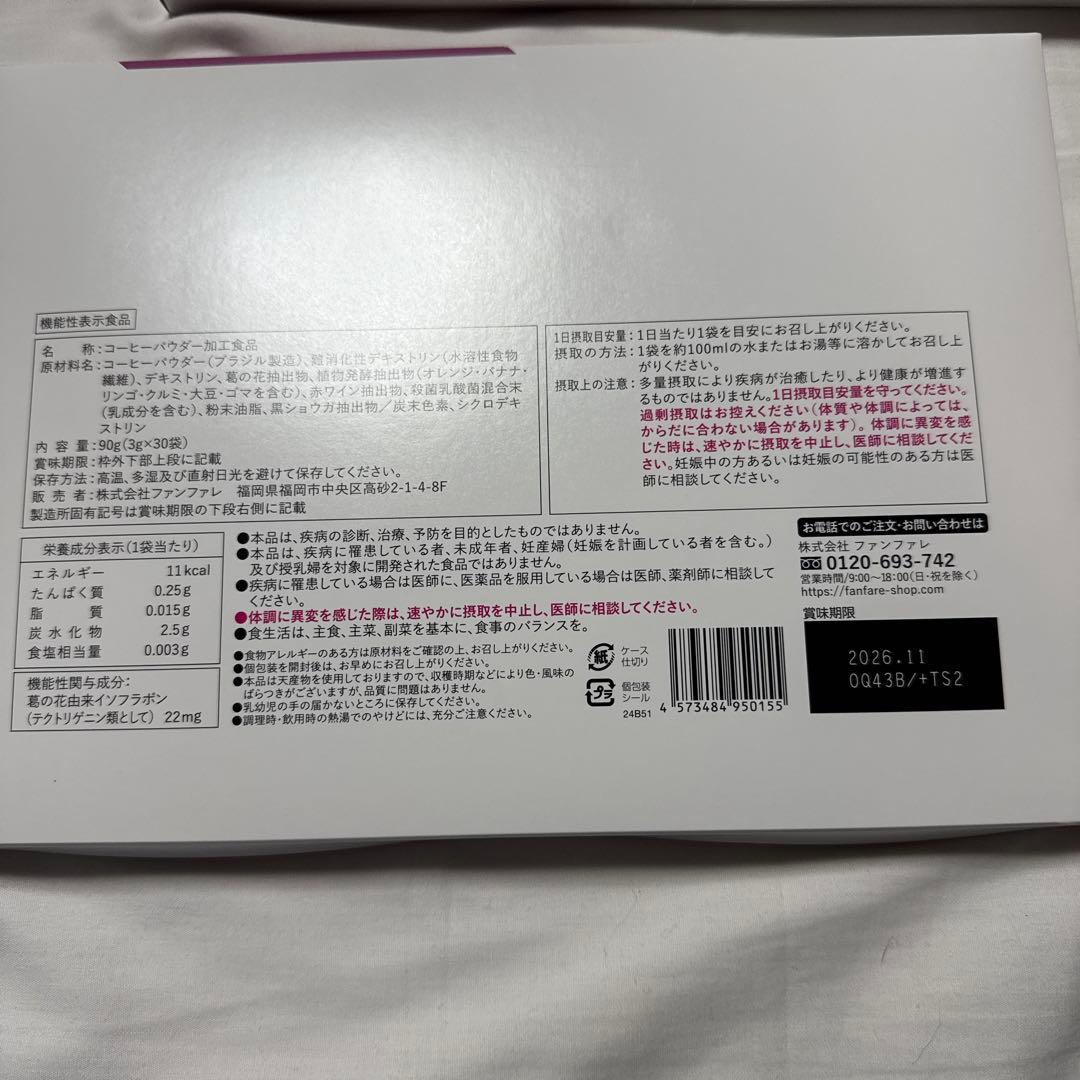 機能性表示食品
名　　称:コーヒーパウダー加工食品
原材料名:コーヒーパウダー(ブラジル製造)、難消化性デキストリン(水溶性食物
繊維)、デキストリン、葛の花抽出物、植物発酵抽出物(オレンジ・バナナ・
リンゴ・クルミ・大豆・ゴマを含む)、赤ワイン抽出物、殺菌乳酸菌混合末
(乳成分を含む)、粉末油脂、黒ショウガ抽出物/炭末色素、シクロデキ
ストリン
内 容 量:90g(3g×30袋)
賞味期限:枠外下部上段に記載
保存方法:高温、多湿及び直射日光を避けて保存してください。
販 売 者:株式会社ファンファレ　福岡県福岡市中央区高砂2-1-4-8F
製造所固有記号は賞味期限の下段右側に記載
1日摂取目安量:1日当たり1袋を目安にお召し上がりください。
摂取の方法:1袋を約100mlの水またはお湯等に溶かしてお召し上
がりください。
摂取上の注意:多量摂取により疾病が治癒したり、より健康が増進す
るものではありません。1日摂取目安量を守ってください。
過剰摂取はお控えください(体質や体調によっては、
からだに合わない場合があります)。体調に異変を感
じた時は、速やかに摂取を中止し、医師に相談してくだ
さい。妊娠中の方あるいは妊娠の可能性のある方は医
師に相談してください。
栄養成分表示(1袋当たり)
エネルギー　11kcal
たんぱく質　0.25g
脂　　質　0.015g
炭水化物　2.5g
食塩相当量　0.003g
機能性関与成分:
葛の花由来イソフラボン
(テクトリゲニン類として)　22mg
●本品は、疾病の診断、治療、予防を目的としたものではありません。
●本品は、疾病に罹患している者、未成年者、妊産婦(妊娠を計画している者を含む。)
及び授乳婦を対象に開発された食品ではありません。
●疾病に罹患している場合は医師に、医薬品を服用している場合は医師、薬剤師に相談して
ください。
●体調に異変を感じた際は、速やかに摂取を中止し、医師に相談してください。
●食生活は、主食、主菜、副菜を基本に、食事のバランスを。
●食物アレルギーのある方は原材料をご確認の上、お召し上がりください。
●個包装を開封後は、お早めにお召し上がりください。
●本品は天産物を使用しておりますので、収穫時期などにより色・風味の
ばらつきがございますが、品質に問題はありません。
●乳幼児の手の届かないところに保存してください。
●調理時・飲用時の熱湯でのやけどには、充分ご注意ください。
紙
ケース
仕切り
プラ
個包装
シール
24B51
4 573484 950155
お電話でのご注文・お問い合わせは
株式会社 ファンファレ
0120-693-742
営業時間/9:00〜18:00(日・祝を除く)
https://fanfare-shop.com
賞味期限
2026.11
0Q43B/+TS2